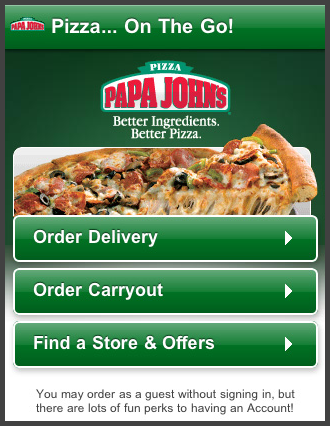 PAPA JOHNS
Pizza... On The Go!
PIZZA
PAPA JOHNS
Better Ingredients.
Better Pizza.
Order Delivery
Order Carryout
Find a Store & Offers
You may order as a guest without signing in, but
there are lots of fun perks to having an Account!